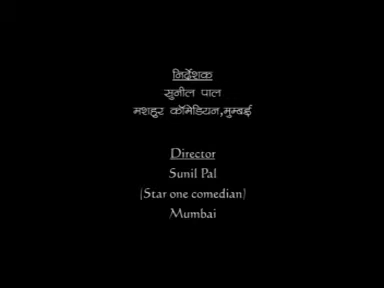 निर्देशक
सुनील पाल
मशहुर कॉमेडियन,मुम्बई
Director
Sunil Pal
(Star one comedian)
Mumbai